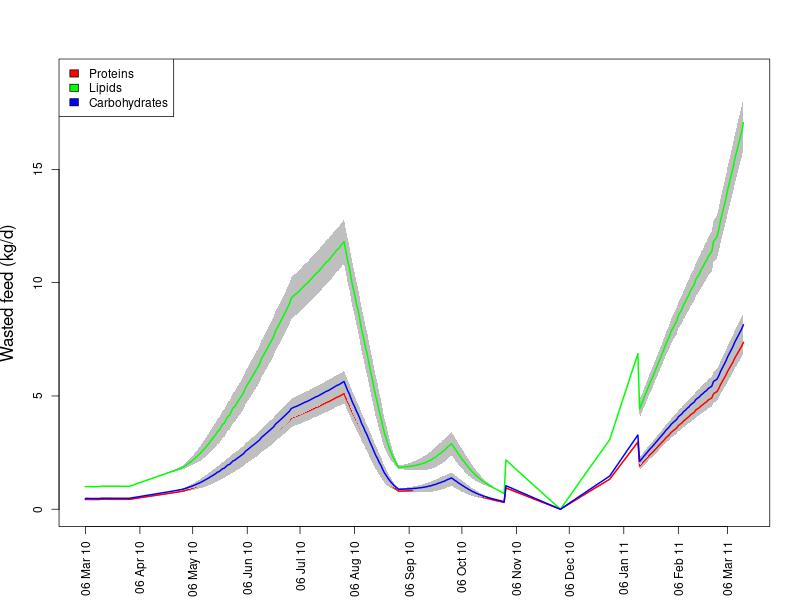 Proteins
Lipids
Carbohydrates
Wasted feed (kg/d)
15
10
5
0
06 Mar 10
06 Apr 10
06 May 10
06 Jun 10
06 Jul 10
06 Aug 10
06 Sep 10
06 Oct 10
06 Nov 10
06 Dec 10
06 Jan 11
06 Feb 11
06 Mar 11